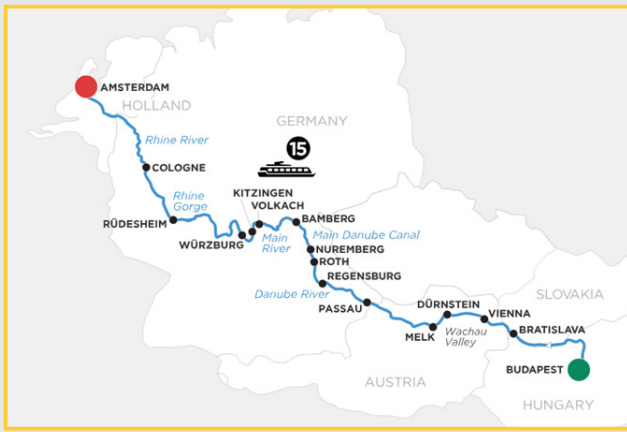 AMSTERDAM
HOLLAND
GERMANY
Rhine River
15
COLOGNE
Rhine
Gorge
KITZINGEN
VOLKACH
RÜDESHEIM
WÜRZBURG
Main
River
BAMBERG
Main Danube Canal
NUREMBERG
ROTH
REGENSBURG
Danube River
PASSAU
DÜRNSTEIN
SLOVAKIA
VIENNA
MELK
Wachau
Valley
BRATISLAVA
BUDAPEST
AUSTRIA
HUNGARY